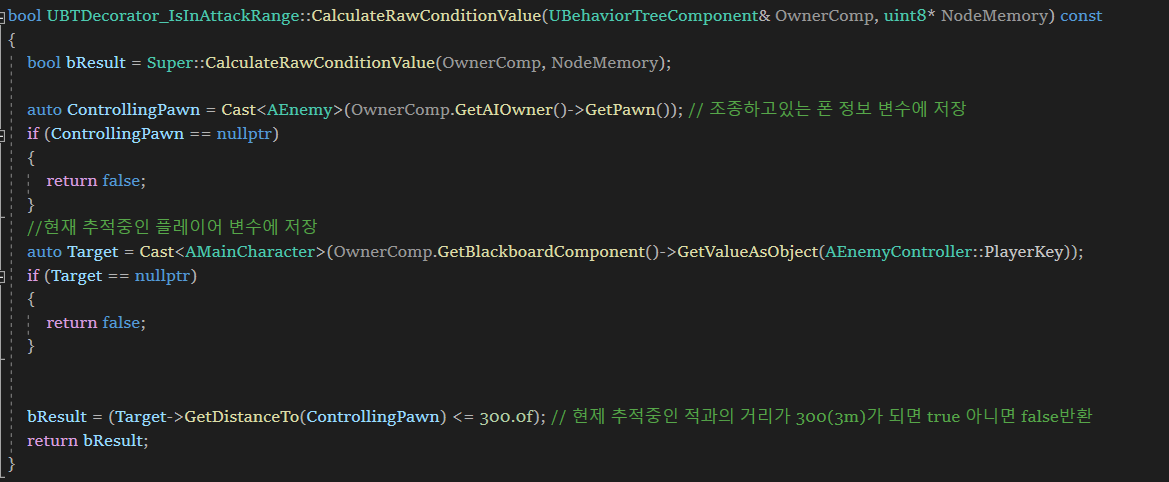 bool UBTDecorator_IsInAttackRange::CalculateRawConditionValue(UBehaviorTreeComponent& OwnerComp, uint8* NodeMemory) const
{
bool bResult = Super::CalculateRawConditionValue(OwnerComp, NodeMemory);
auto ControllingPawn = Cast<AEnemy>(OwnerComp.GetAIOwner()->GetPawn()); // 조종하고있는 폰 정보 변수에 저장
if (ControllingPawn == nullptr)
{
return false;
}
//현재 추적중인 플레이어 변수에 저장
auto Target = Cast<AMainCharacter>(OwnerComp.GetBlackboardComponent()->GetValueAsObject(AEnemyController::PlayerKey));
if (Target == nullptr)
{
return false;
}
bResult = (Target->GetDistanceTo(ControllingPawn) <= 300.0f); // 현제 추적중인 적과의 거리가 300(3m)가 되면 true 아니면 false반환
return bResult;
}